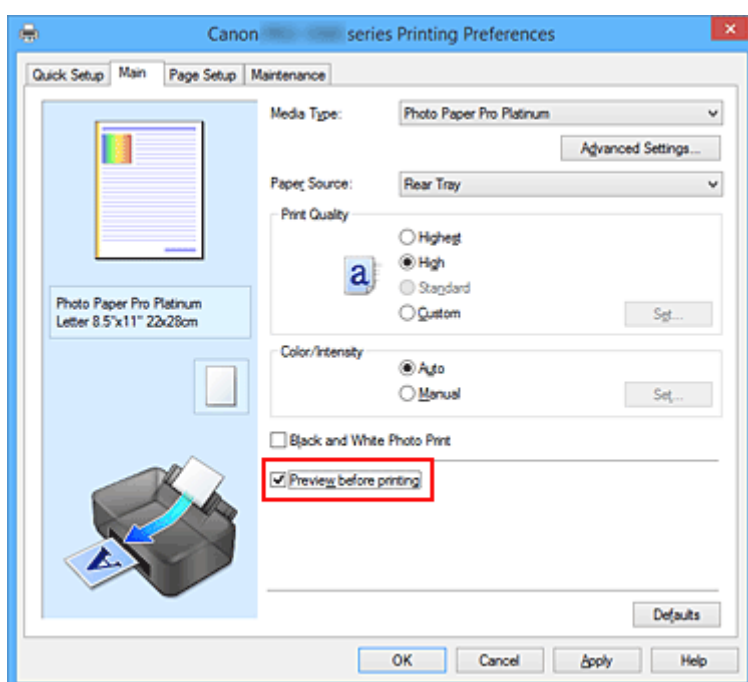 Canon series Printing Preferences
Quick Setup Main Page Setup Maintenance
Media Type: Photo Paper Pro Platinum
Advanced Settings...
Paper Source: Rear Tray
Print Quality
Highest
High
a
Standard
Custom Set...
Photo Paper Pro Platinum
Letter 8.5"x11" 22x28cm
Color/Intensity
Auto
Manual Set...
Black and White Photo Print
Preview before printing
A
Defaults
OK Cancel Apply Help